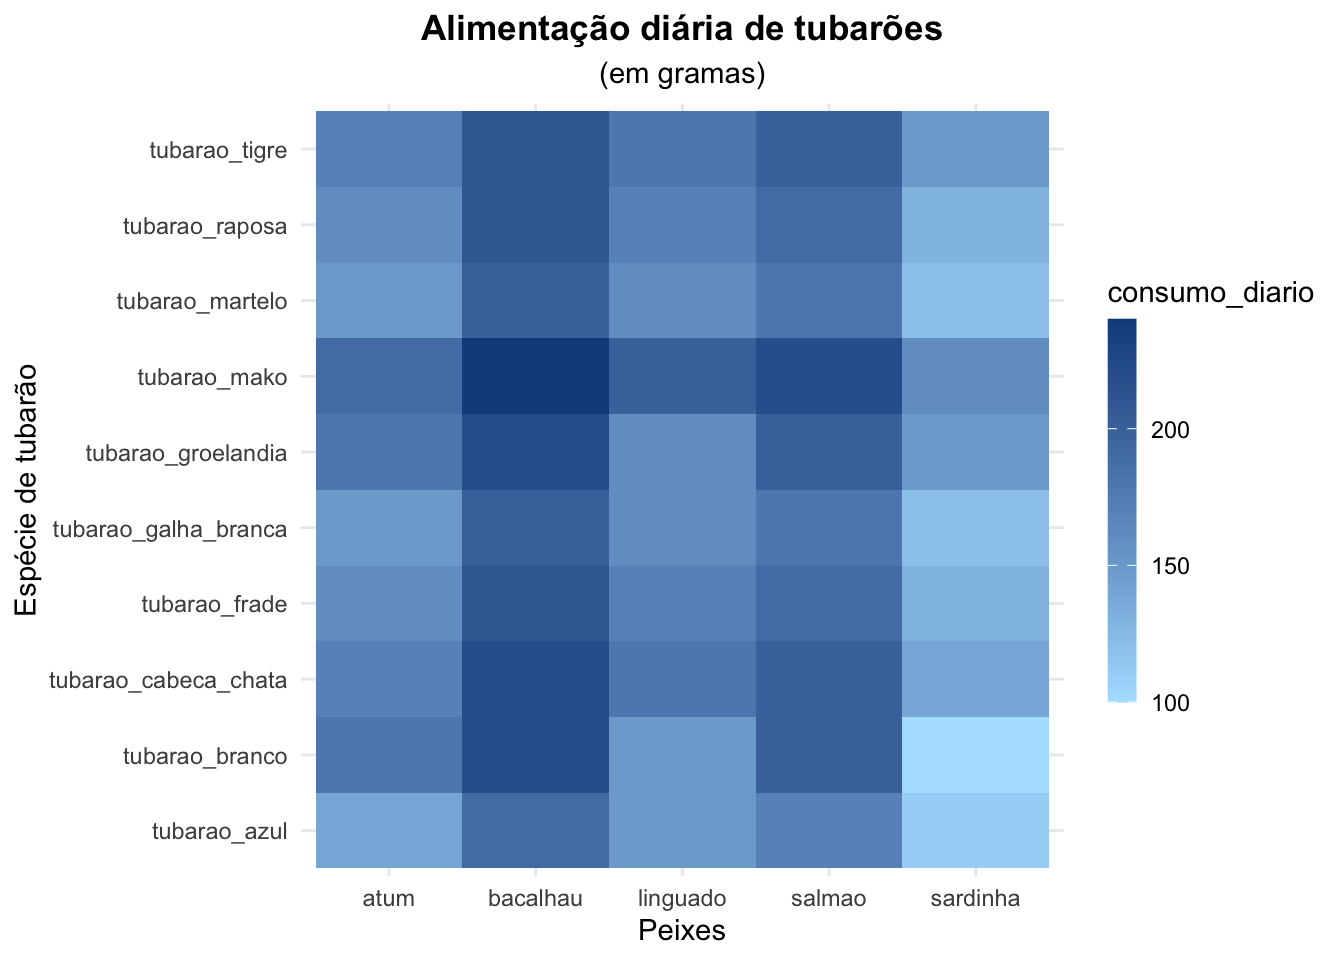 Alimentação diária de tubarões
(em gramas)
Espécie de tubarão
tubarao_tigre
tubarao_raposa
tubarao_martelo
tubarao_mako
tubarao_groelandia
tubarao_galha_branca
tubarao_frade
tubarao_cabeca_chata
tubarao_branco
tubarao_azul
atum
bacalhau
linguado
salmao
sardinha
Peixes
consumo_diario
200
150
100